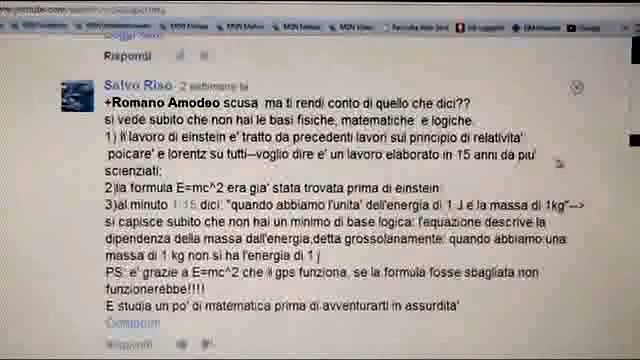 Rispondi
Salvo Riso 2 settimane fa
+Romano Amodeo scusa ma ti rendi conto di quello che dici??
si vede subito che non hai le basi fisiche, matematiche e logiche.
1) il lavoro di einstein e' tratto da precedenti lavori sul principio di relativita'
poicare' e lorentz su tutti--voglio dire e' un lavoro elaborato in 15 anni da piu'
scienziati;
2)la formula E=mc^2 era gia' stata trovata prima di einstein
3)al minuto 1:15 dici: "quando abbiamo l'unita' dell'energia di 1 J e la massa di 1kg"-->
si capisce subito che non hai un minimo di base logica: l'equazione descrive la
dipendenza della massa dall'energia,detta grossolanamente: quando abbiamo una
massa di 1 kg non si ha l'energia di 1 j
PS: e' grazie a E=mc^2 che il gps funziona, se la formula fosse sbagliata non
funzionerebbe!!!!
E studia un po' di matematica prima di avventurarti in assurdita'
Rispondi